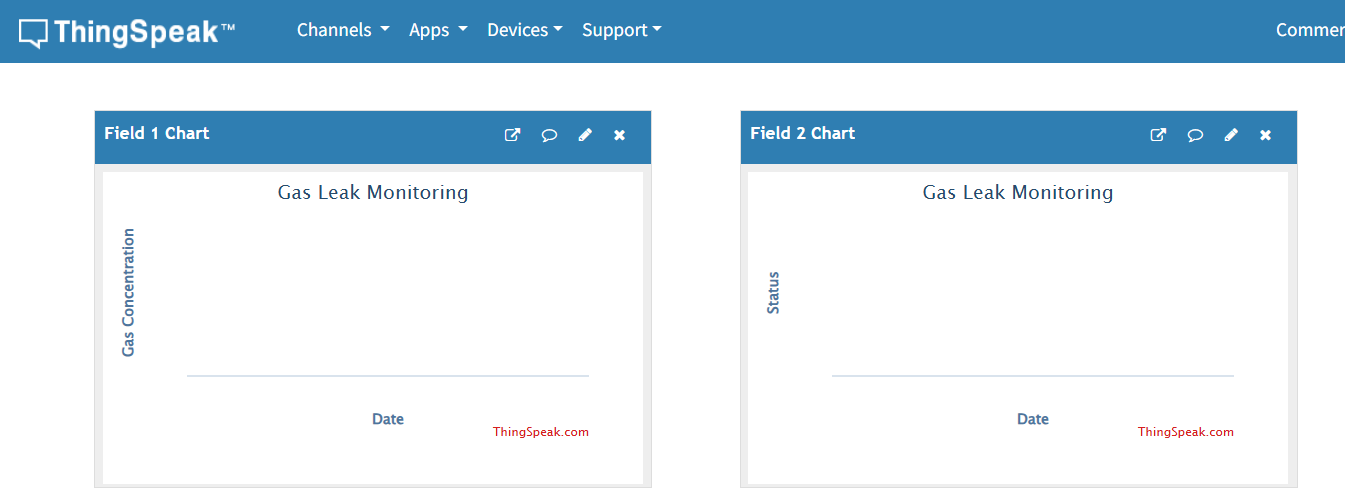 ThingSpeak™ Channels Apps Devices Support
Field 1 Chart
Gas Leak Monitoring
Gas Concentration
Date
ThingSpeak.com
Field 2 Chart
Gas Leak Monitoring
Status
Date
ThingSpeak.com